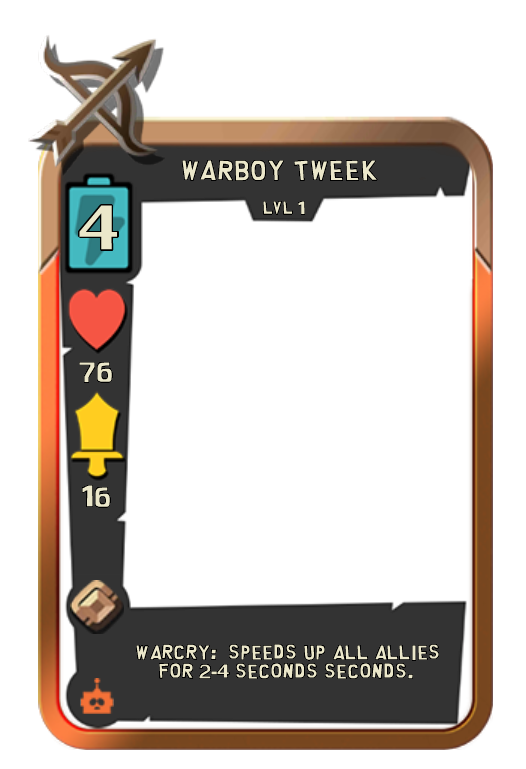 WARBOY TWEEK
LVL 1
4
76
16
WARCRY: SPEEDS UP ALL ALLIES
FOR 2-4 SECONDS SECONDS.